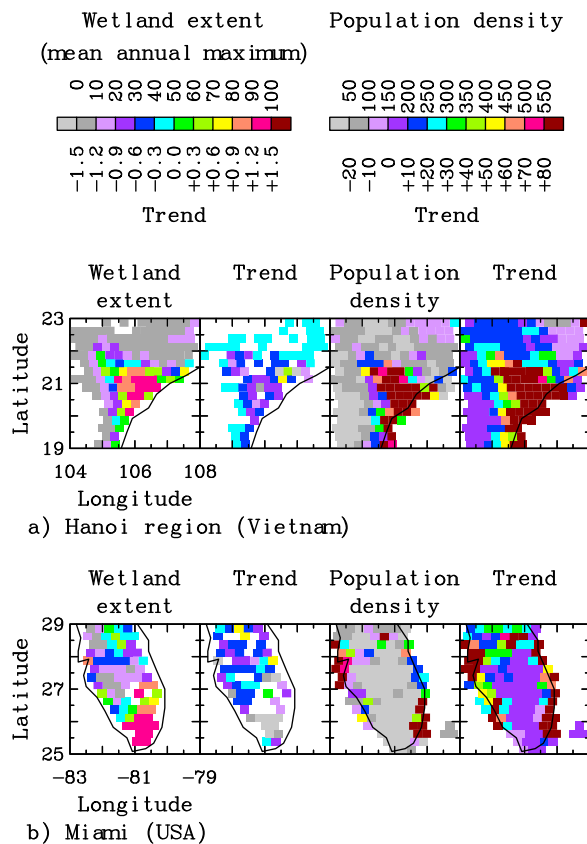 Wetland extent Population density
(mean annual maximum)
0 10 20 30 40 50 60 70 80 90 100
50 100 150 200 250 300 350 400 450 500 550
-1.5 -1.2 -0.9 -0.6 -0.3 0.0 +0.3 +0.6 +0.9 +1.2 +1.5
-20 -10 0 +10 +20 +30 +40 +50 +60 +70 +80
Trend Trend
Wetland extent Trend Population density Trend
Latitude
23
21
19
104 106 108
Longitude
a) Hanoi region (Vietnam)
Wetland extent Trend Population density Trend
Latitude
29
27
25
-83 -81 -79
Longitude
b) Miami (USA)